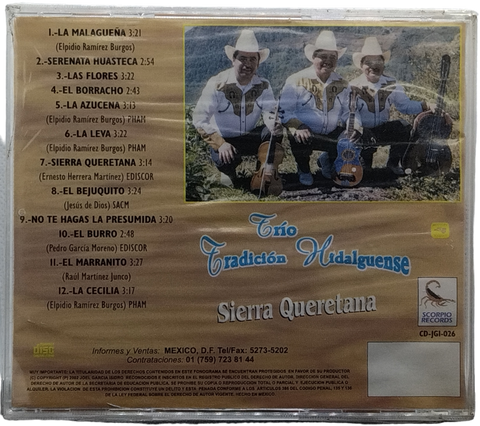 1.-LA MALAGUEÑA 3:21
(Elpidio Ramírez Burgos)
2.-SERENATA HUASTECA 2:54
3.-LAS FLORES 3:22
4.-EL BORRACHO 2:43
5.-LA AZUCENA 3:13
(Elpidio Ramírez Burgos) PHAM
6.-LA LEVA 3:22
(Elpidio Ramírez Burgos) PHAM
7.-SIERRA QUERETANA 3:14
(Ernesto Herrera Martínez) EDISCOR
8.-EL BEJUQUITO 3:24
(Jesús de Dios) SACM
9.-NO TE HAGAS LA PRESUMIDA 3:20
10.-EL BURRO 2:48
(Pedro García Moreno) EDISCOR
11.-EL MARRANITO 3:27
(Raúl Martínez Junco)
12.-LA CECILIA 3:17
(Elpidio Ramírez Burgos) PHAM
Trío
Tradición Hidalguense
Sierra Queretana
SCORPIO
RECORDS
CD-JGI-026
disc
Informes y Ventas: MEXICO, D.F. Tel/Fax: 5273-5202
Contrataciones: 01 (759) 723 81 44